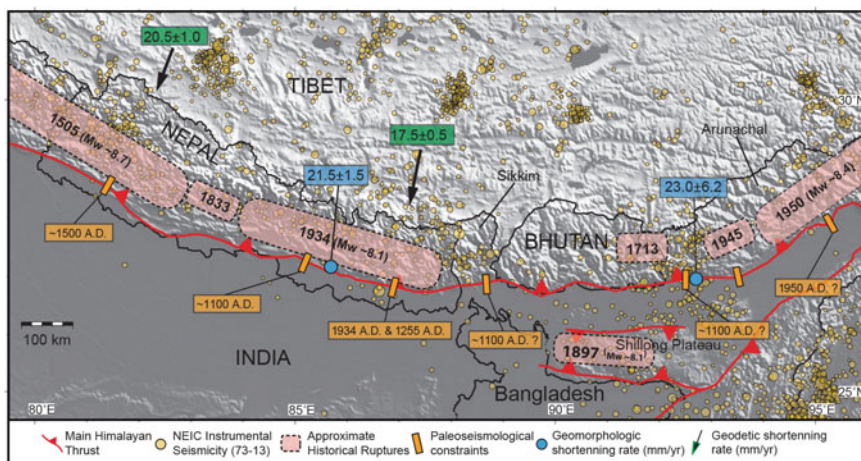 20.5±1.0
TIBET
30°N
1505 (Mw ~8.7)
NEPAL
17.5±0.5
Arunachal
21.5±1.5
Sikkim
23.0±6.2
1950 (Mw ~8.4)
1833
1934 (Mw ~8.1)
BHUTAN
1713
1945
~1500 A.D.
~1100 A.D.
1950 A.D. ?
1934 A.D. & 1255 A.D.
~1100 A.D. ?
~1100 A.D. ?
100 km
INDIA
1897 (Mw ~8.1)
Shillong Plateau
Bangladesh
25°N
80°E
85°E
90°E
95°E
Main Himalayan
Thrust
NEIC Instrumental
Seismicity (73-13)
Approximate
Historical Ruptures
Paleoseismological
constraints
Geomorphologic
shortening rate (mm/yr)
Geodetic shortening
rate (mm/yr)